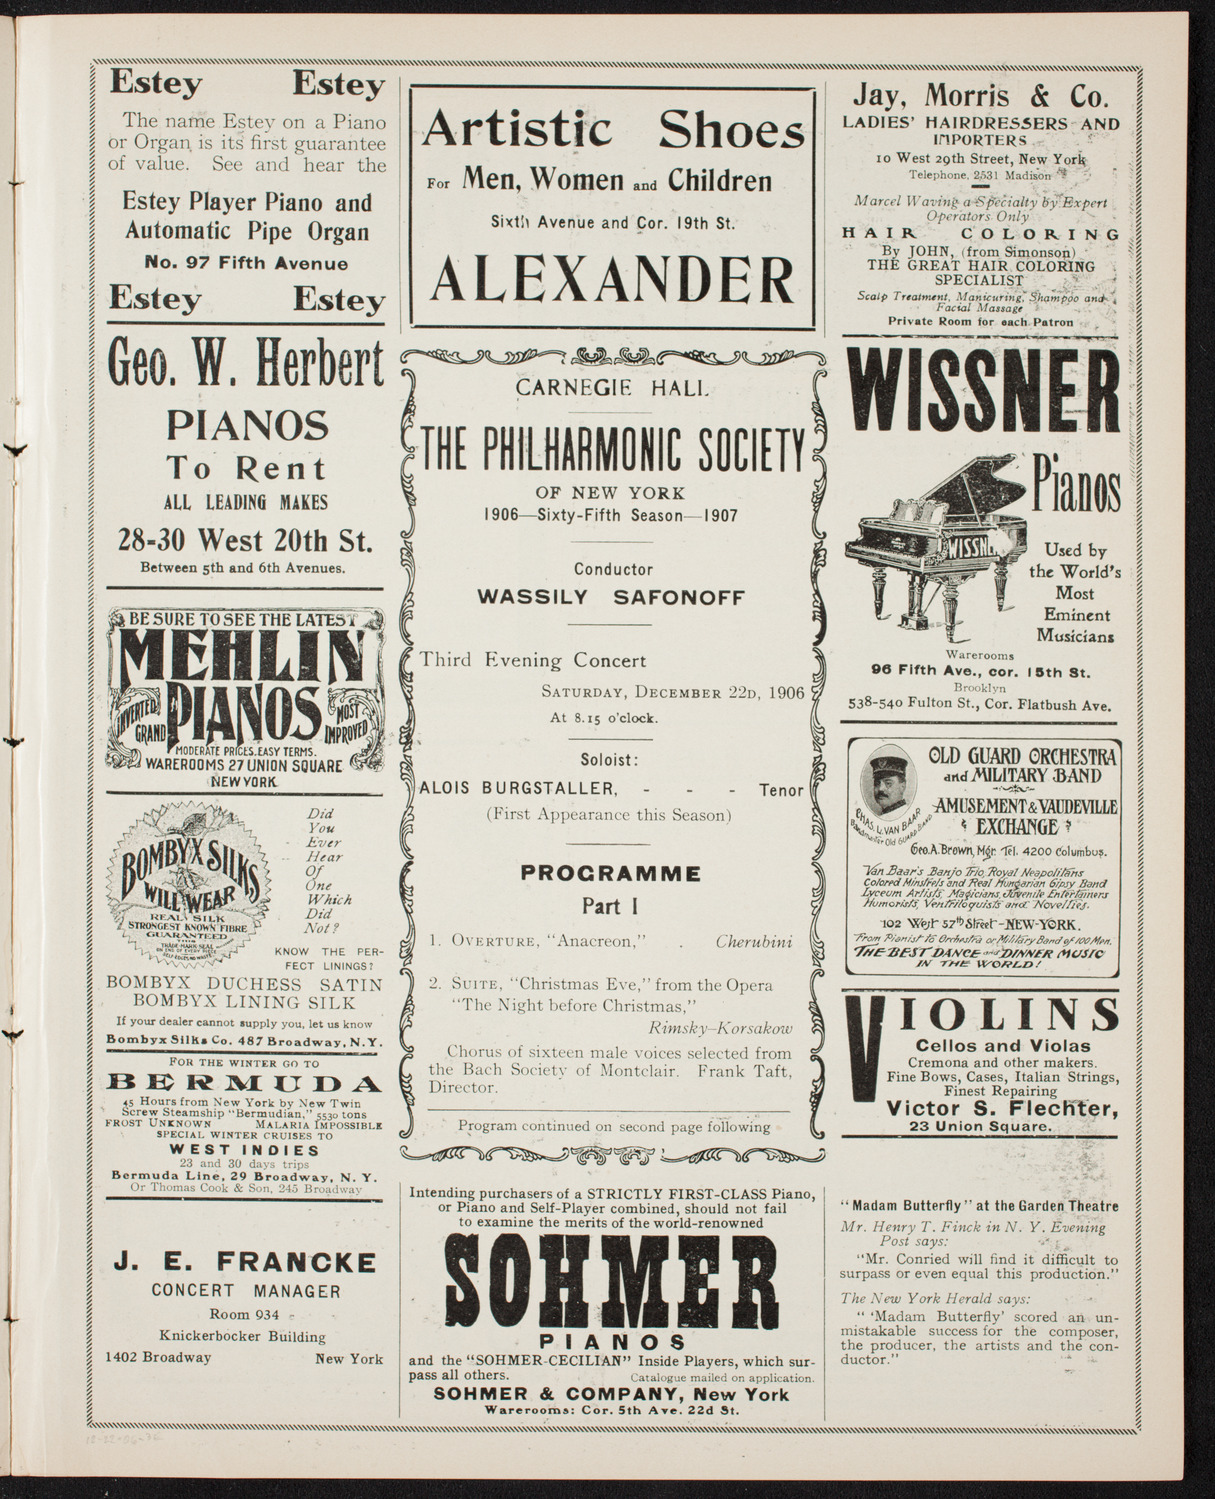 Estey Estey
The name Estey on a Piano
or Organ, is its first guarantee
of value. See and hear the
Estey Player Piano and
Automatic Pipe Organ
No. 97 Fifth Avenue
Estey Estey
Geo. W. Herbert
PIANOS
To Rent
ALL LEADING MAKES
28-30 West 20th St.
Between 5th and 6th Avenues.
BE SURE TO SEE THE LATEST
MEHLIN
PIANOS
INVERTED GRAND
MOST IMPROVED
MODERATE PRICES. EASY TERMS.
WAREROOMS 27 UNION SQUARE
NEW YORK
BOMBYX SILKS
WILL WEAR
REAL SILK
STRONGEST KNOWN FIBRE
GUARANTEED
Did
You
Ever
Hear
Of
One
Which
Did
Not?
KNOW THE PER-
FECT LININGS?
BOMBYX DUCHESS SATIN
BOMBYX LINING SILK
If your dealer cannot supply you, let us know
Bombyx Silks Co. 487 Broadway, N.Y.
FOR THE WINTER GO TO
BERMUDA
45 Hours from New York by New Twin
Screw Steamship "Bermudian," 5530 tons
FROST UNKNOWN MALARIA IMPOSSIBLE
SPECIAL WINTER CRUISES TO
WEST INDIES
23 and 30 days trips
Bermuda Line, 29 Broadway, N. Y.
Or Thomas Cook & Son, 245 Broadway
J. E. FRANCKE
CONCERT MANAGER
Room 934
Knickerbocker Building
1402 Broadway New York
Artistic Shoes
For Men, Women and Children
Sixth Avenue and Cor. 19th St.
ALEXANDER
CARNEGIE HALL
THE PHILHARMONIC SOCIETY
OF NEW YORK
1906—Sixty-Fifth Season—1907
Conductor
WASSILY SAFONOFF
Third Evening Concert
SATURDAY, DECEMBER 22D, 1906
At 8.15 o'clock.
Soloist:
ALOIS BURGSTALLER, - - - Tenor
(First Appearance this Season)
PROGRAMME
Part I
1. OVERTURE, "Anacreon," . Cherubini
2. SUITE, "Christmas Eve," from the Opera
"The Night before Christmas,"
Rimsky–Korsakow
Chorus of sixteen male voices selected from
the Bach Society of Montclair. Frank Taft,
Director.
Program continued on second page following
Intending purchasers of a STRICTLY FIRST-CLASS Piano,
or Piano and Self-Player combined, should not fail
to examine the merits of the world-renowned
SOHMER
PIANOS
and the "SOHMER-CECILIAN" Inside Players, which sur-
pass all others. Catalogue mailed on application.
SOHMER & COMPANY, New York
Warerooms: Cor. 5th Ave. 22d St.
Jay, Morris & Co.
LADIES' HAIRDRESSERS AND
IMPORTERS
10 West 29th Street, New York
Telephone, 2531 Madison
Marcel Waving a Specialty by Expert
Operators Only
HAIR COLORING
By JOHN, (from Simonson)
THE GREAT HAIR COLORING
SPECIALIST
Scalp Treatment, Manicuring, Shampoo and
Facial Massage
Private Room for each Patron
WISSNER
Pianos
WISSNER
Used by
the World's
Most
Eminent
Musicians
Warerooms
96 Fifth Ave., cor. 15th St.
Brooklyn
538-540 Fulton St., Cor. Flatbush Ave.
OLD GUARD ORCHESTRA
and MILITARY BAND
AMUSEMENT & VAUDEVILLE
EXCHANGE
CHAS. L. VAN BAAR
Bandmaster Old Guard Band
Geo. A. Brown, Mgr. Tel. 4200 Columbus.
Van Baar's Banjo Trio, Royal Neapolitans
Colored Minstrels and Real Hungarian Gipsy Band
Lyceum Artists, Magicians, Juvenile Entertainers
Humorists, Ventriloquists and Novelties.
102 West 57th Street - NEW-YORK.
"From Pianist to Orchestra or Military Band of 100 Men.
THE BEST DANCE and DINNER MUSIC
IN THE WORLD!
VIOLINS
Cellos and Violas
Cremona and other makers.
Fine Bows, Cases, Italian Strings,
Finest Repairing
Victor S. Flechter,
23 Union Square.
"Madam Butterfly" at the Garden Theatre
Mr. Henry T. Finck in N. Y. Evening
Post says:
"Mr. Conried will find it difficult to
surpass or even equal this production."
The New York Herald says:
" 'Madam Butterfly' scored an un-
mistakable success for the composer,
the producer, the artists and the con-
ductor."